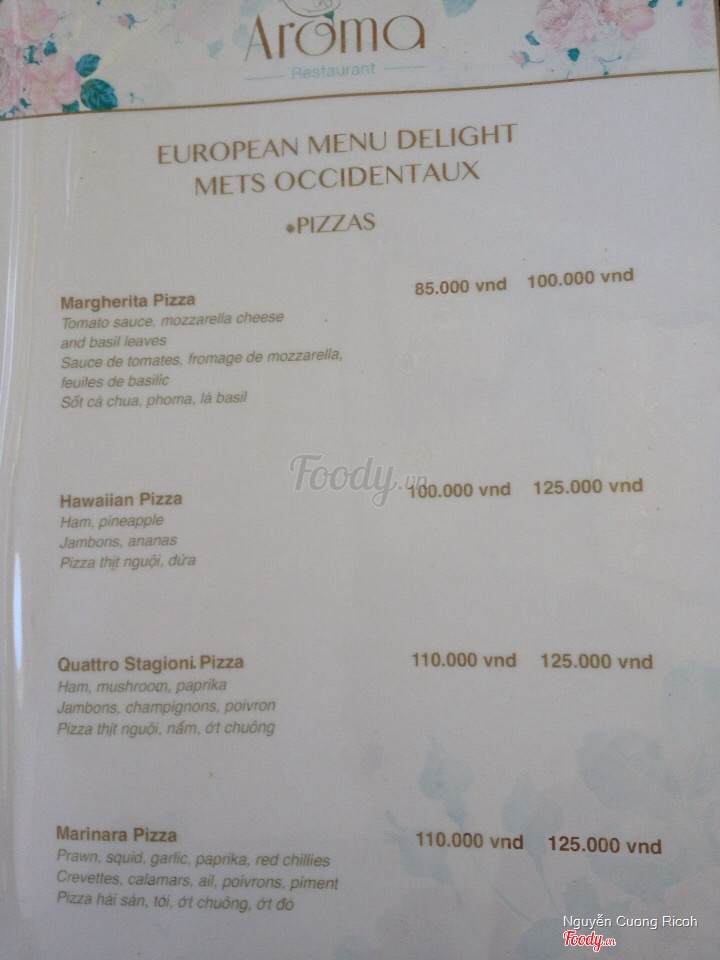 Aroma
Restaurant
EUROPEAN MENU DELIGHT
METS OCCIDENTAUX
•PIZZAS
Margherita Pizza 85.000 vnd 100.000 vnd
Tomato sauce, mozzarella cheese
and basil leaves
Sauce de tomates, fromage de mozzarella,
feuiles de basilic
Sốt cà chua, phoma, lá basil
Foody.vn
Hawaiian Pizza 100.000 vnd 125.000 vnd
Ham, pineapple
Jambons, ananas
Pizza thịt nguội, dứa
Quattro Stagioni Pizza 110.000 vnd 125.000 vnd
Ham, mushroom, paprika
Jambons, champignons, poivron
Pizza thịt nguội, nấm, ớt chuông
Marinara Pizza 110.000 vnd 125.000 vnd
Prawn, squid, garlic, paprika, red chillies
Crevettes, calamars, ail, poivrons, piment
Pizza hải sản, tỏi, ớt chuông, ớt đỏ
Nguyễn Cuong Ricoh
Foody.vn